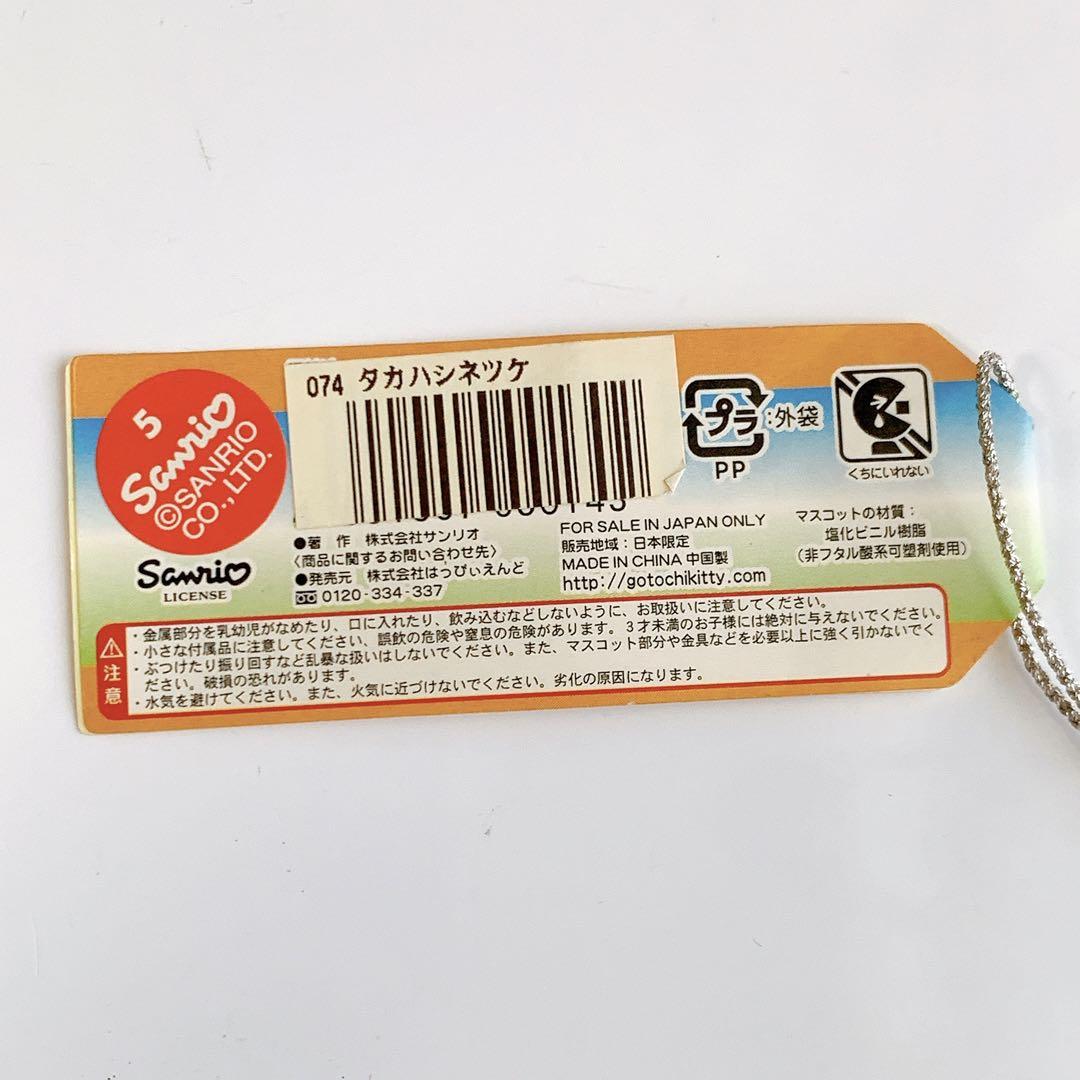 5
Sanrio
©SANRIO
CO., LTD.
Sanrio
LICENSE
074 タカハシネツケ
000143
●著 作 株式会社サンリオ
〈商品に関するお問い合わせ先〉
●発売元 株式会社はっぴぃえんど
0120-334-337
プラ :外袋
PP
くちにいれない
FOR SALE IN JAPAN ONLY
販売地域：日本限定
MADE IN CHINA 中国製
http://gotochikitty.com
マスコットの材質：
塩化ビニル樹脂
（非フタル酸系可塑剤使用）
注意
・金属部分を乳幼児がなめたり、口に入れたり、飲み込むなどしないように、お取扱いに注意してください。
・小さな付属品に注意してください、誤飲の危険や窒息の危険があります。3才未満のお子様には絶対に与えないでください。
・ぶつけたり振り回すなど乱暴な扱いはしないでください。また、マスコット部分や金具などを必要以上に強く引かないでく
ださい。破損の恐れがあります。
・水気を避けてください。また、火気に近づけないでください。劣化の原因になります。